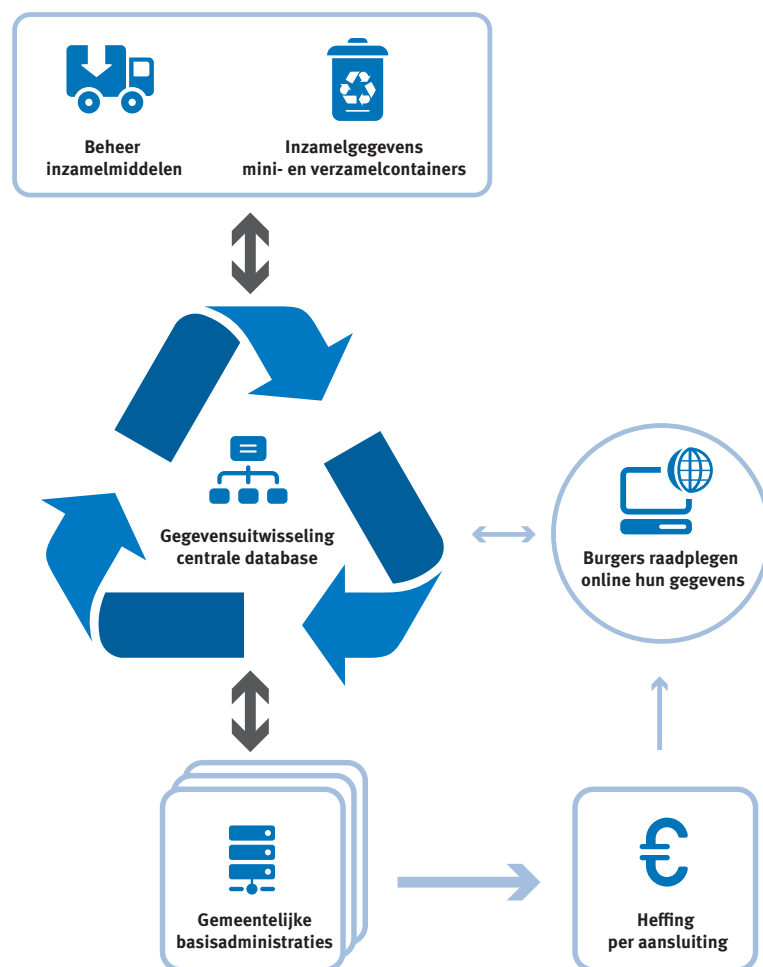 Beheer
inzamelmiddelen
Inzamelgegevens
mini- en verzamelcontainers
Gegevensuitwisseling
centrale database
Burgers raadplegen
online hun gegevens
Gemeentelijke
basisadministraties
Heffing
per aansluiting